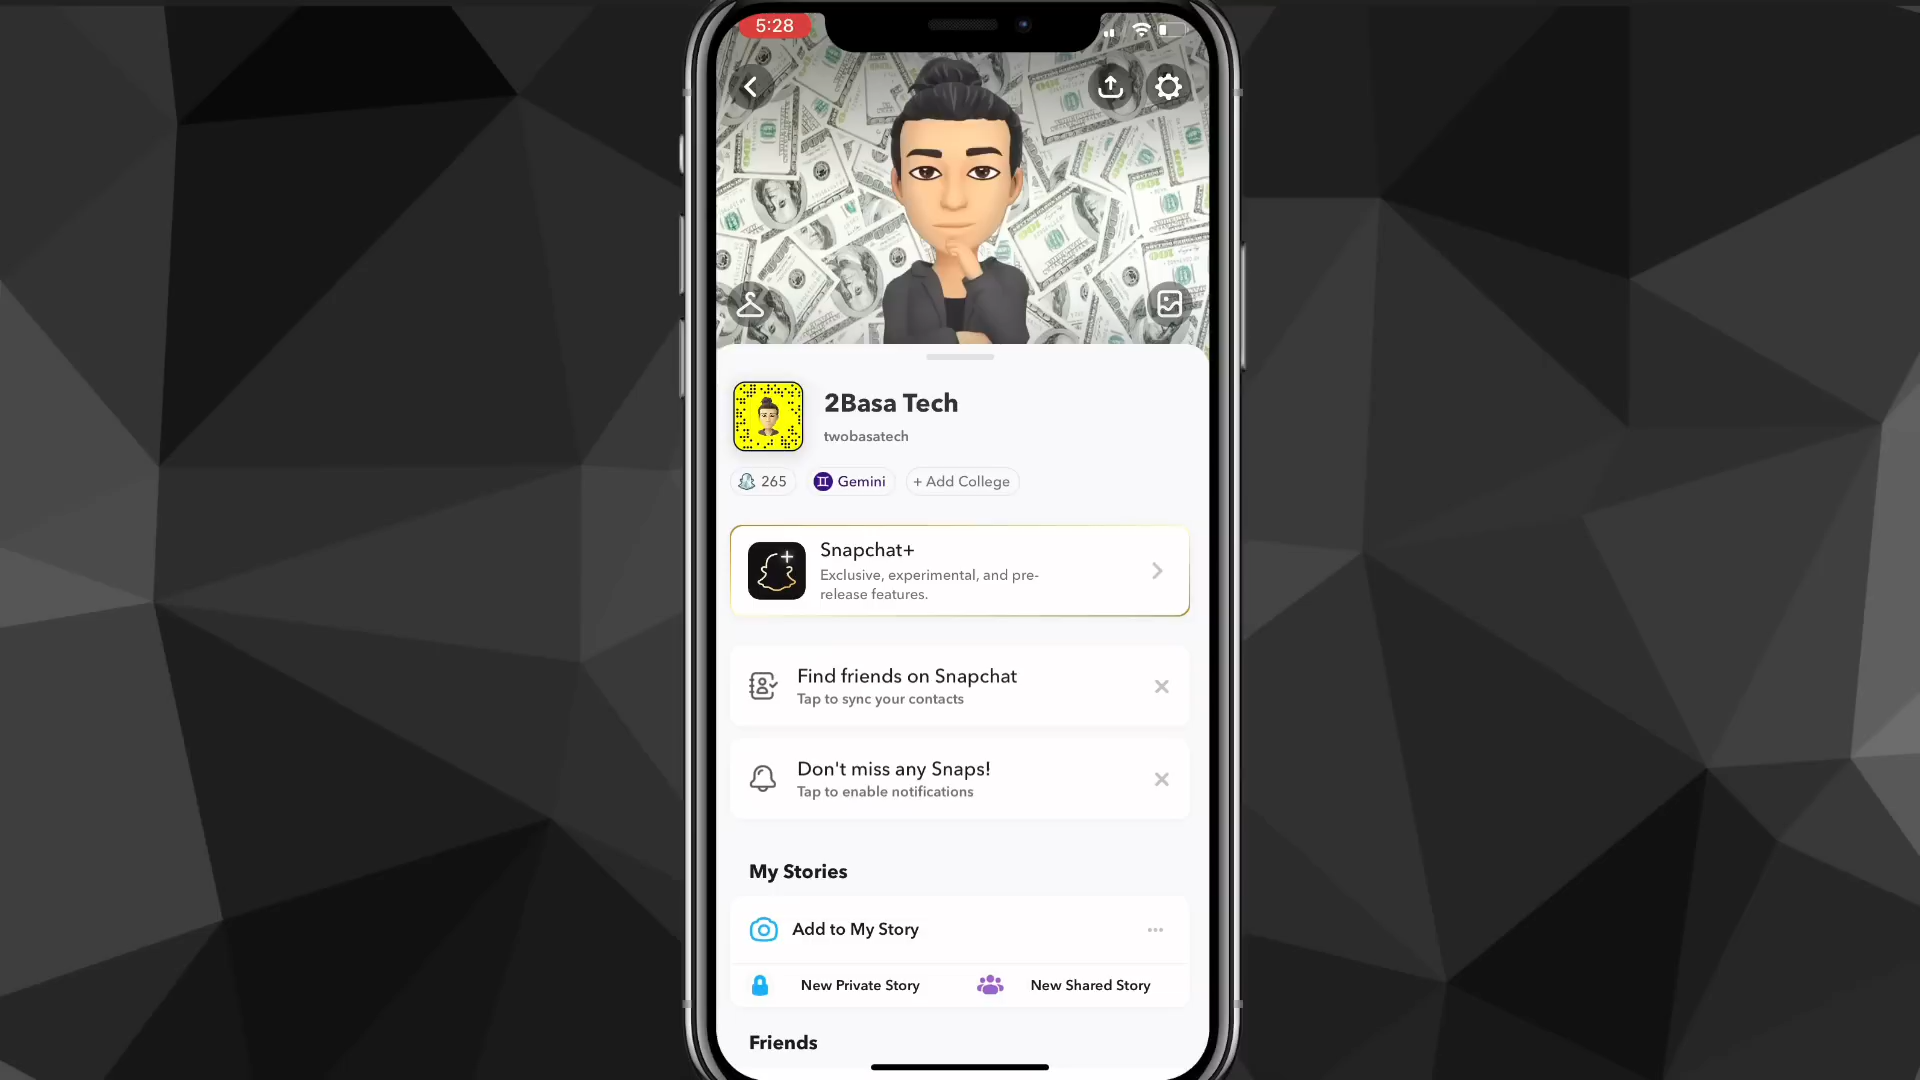 5:28
2Basa Tech
twobasatech
265
Gemini
+ Add College
Snapchat+
Exclusive, experimental, and pre-
release features.
Find friends on Snapchat
Tap to sync your contacts
Don't miss any Snaps!
Tap to enable notifications
My Stories
Add to My Story
New Private Story
New Shared Story
Friends